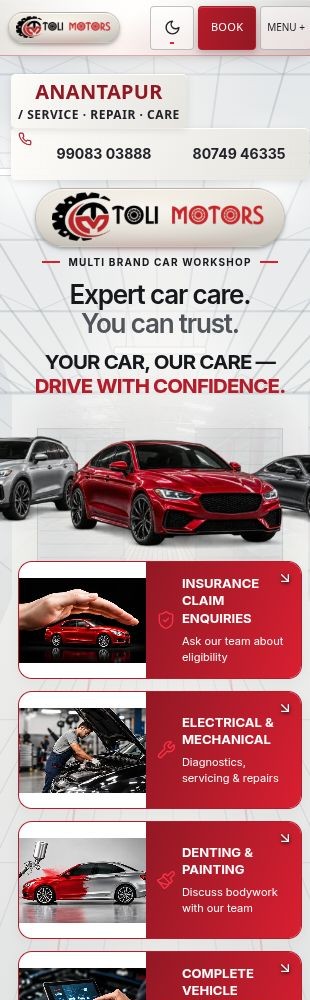 TOLI MOTORS
BOOK
MENU +
ANANTAPUR
/ SERVICE · REPAIR · CARE
99083 03888 80749 46335
TOLI MOTORS
MULTI BRAND CAR WORKSHOP
Expert car care.
You can trust.
YOUR CAR, OUR CARE —
DRIVE WITH CONFIDENCE.
INSURANCE
CLAIM
ENQUIRIES
Ask our team about
eligibility
ELECTRICAL &
MECHANICAL
Diagnostics,
servicing & repairs
DENTING &
PAINTING
Discuss bodywork
with our team
COMPLETE
VEHICLE